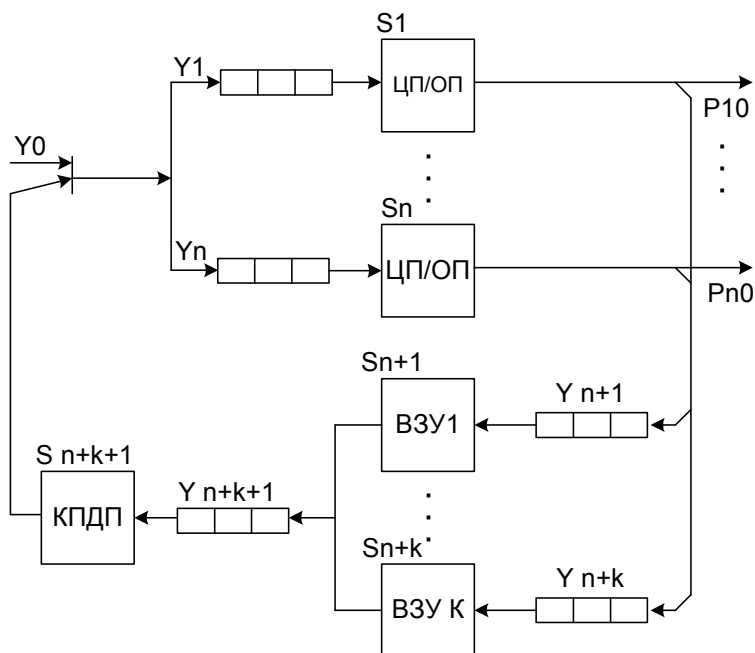 S1
Y1
ЦП/ОП
P10
Y0
Sn
Yn
ЦП/ОП
Pn0
Sn+1
Y n+1
ВЗУ1
S n+k+1
Y n+k+1
КПДП
Sn+k
Y n+k
ВЗУ К